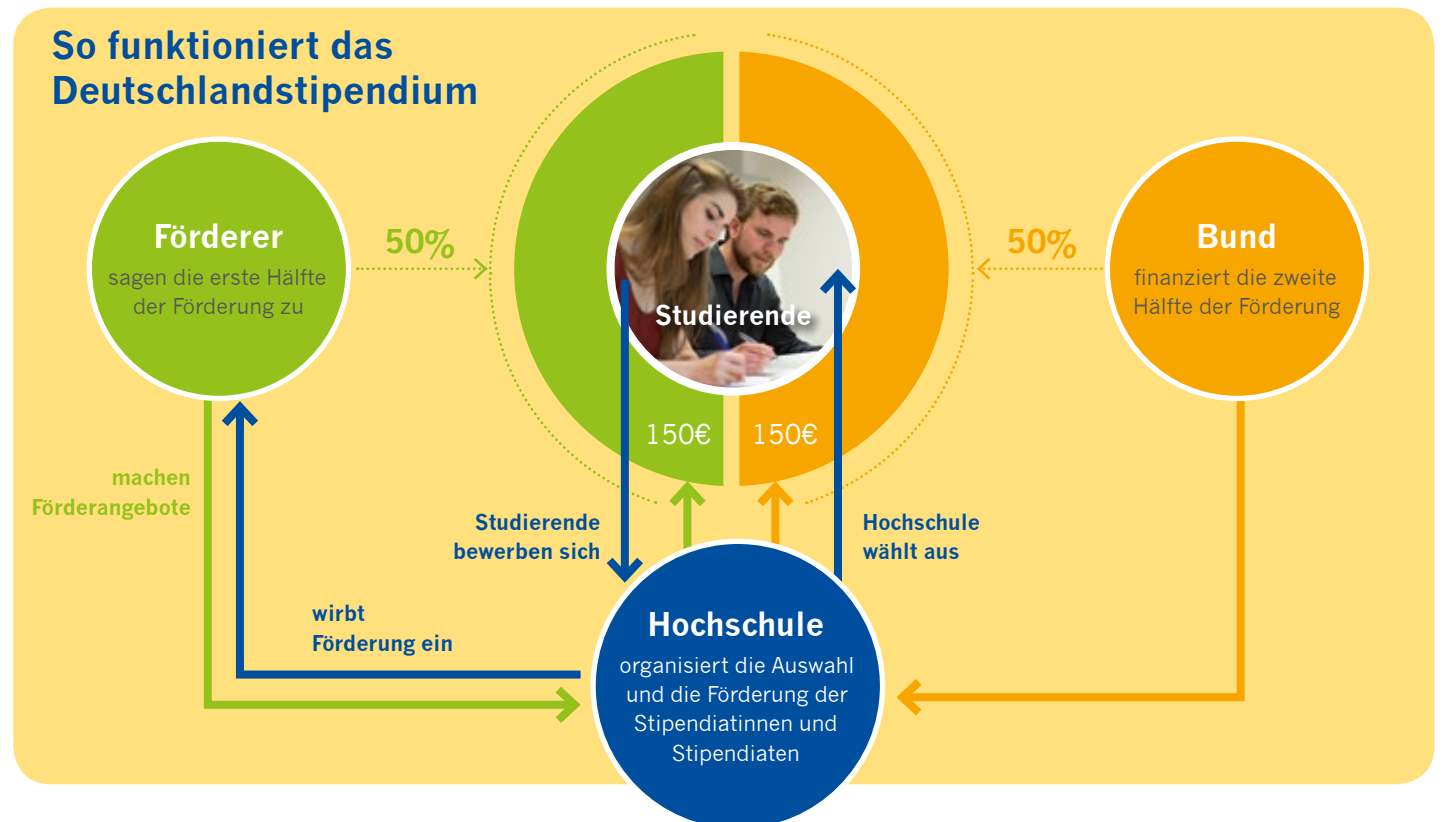 So funktioniert das
Deutschlandstipendium
Förderer
sagen die erste Hälfte
der Förderung zu
50%
Studierende
50%
Bund
finanziert die zweite
Hälfte der Förderung
150€
150€
machen
Förderangebote
Studierende
bewerben sich
Hochschule
wählt aus
wirbt
Förderung ein
Hochschule
organisiert die Auswahl
und die Förderung der
Stipendiatinnen und
Stipendiaten